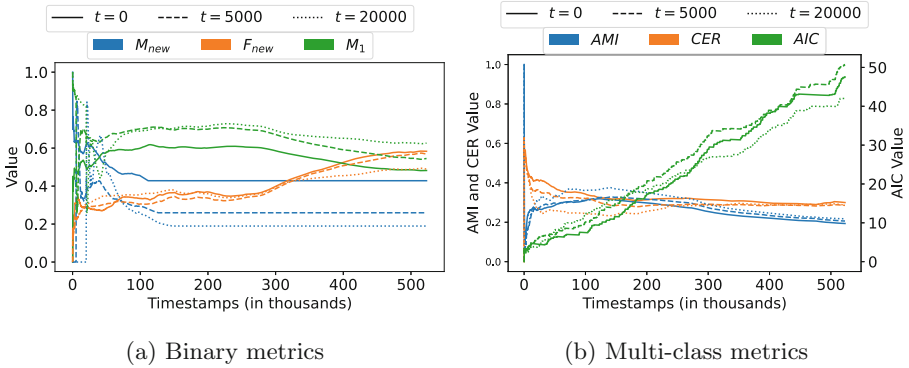 t = 0 t = 5000 t = 20000
M_new F_new M_1
1.0
0.8
0.6
0.4
0.2
0.0
Value
0 100 200 300 400 500
Timestamps (in thousands)
(a) Binary metrics
t = 0 t = 5000 t = 20000
AMI CER AIC
1.0
0.8
0.6
0.4
0.2
0.0
AMI and CER Value
50
40
30
20
10
0
AIC Value
0 100 200 300 400 500
Timestamps (in thousands)
(b) Multi-class metrics